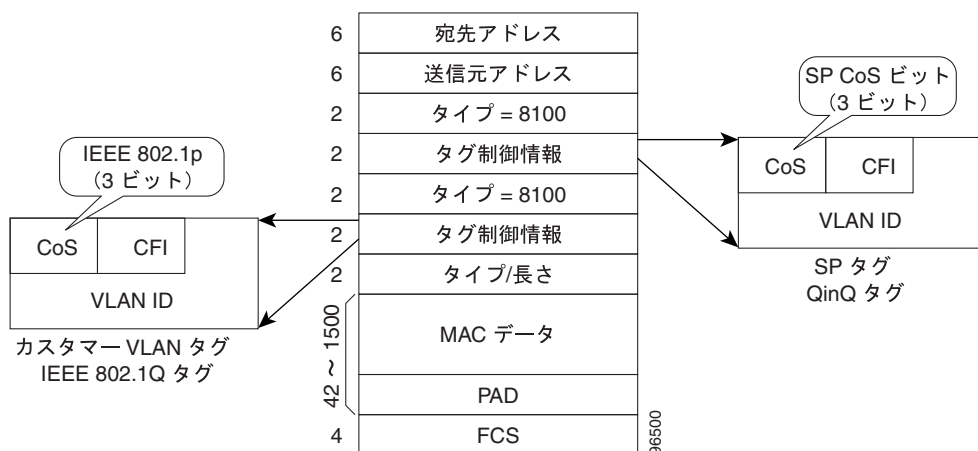 6 宛先アドレス
6 送信元アドレス
2 タイプ = 8100
2 タグ制御情報
2 タイプ = 8100
2 タグ制御情報
2 タイプ/長さ
42 ~ 1500
MAC データ
PAD
4 FCS
96500
IEEE 802.1p
(3 ビット)
CoS CFI
VLAN ID
カスタマー VLAN タグ
IEEE 802.1Q タグ
SP CoS ビット
(3 ビット)
CoS CFI
VLAN ID
SP タグ
QinQ タグ